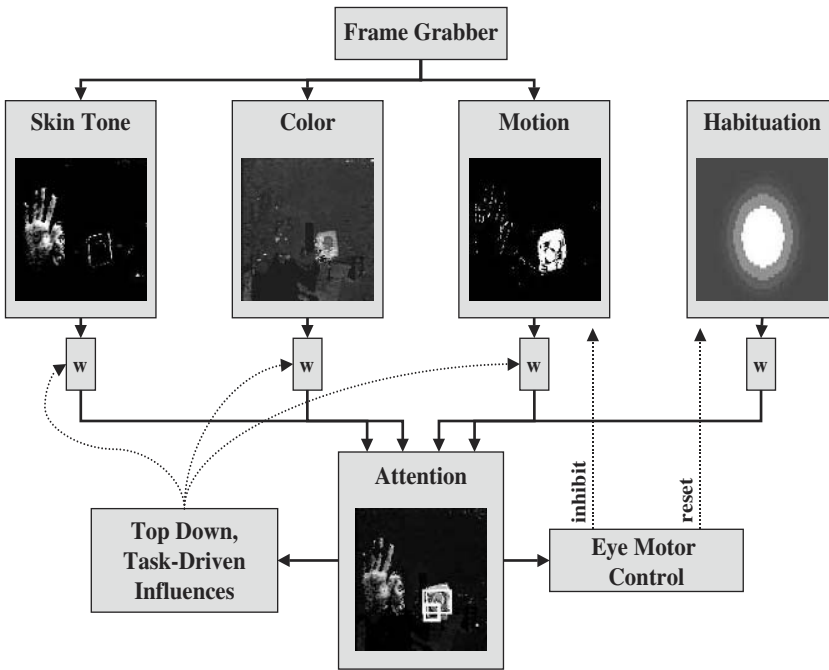 Frame Grabber
Skin Tone
Color
Motion
Habituation
w
w
w
w
inhibit
reset
Attention
Top Down,
Task-Driven
Influences
Eye Motor
Control